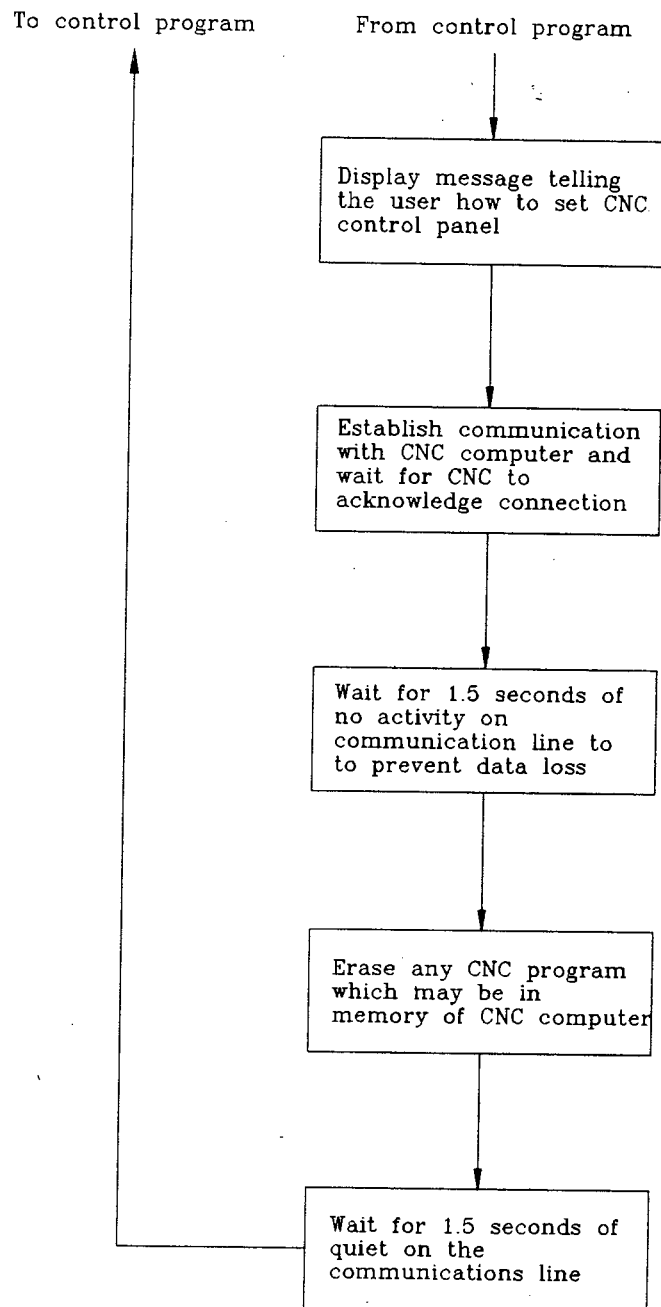 To control program
From control program
Display message telling
the user how to set CNC
control panel
Establish communication
with CNC computer and
wait for CNC to
acknowledge connection
Wait for 1.5 seconds of
no activity on
communication line to
to prevent data loss
Erase any CNC program
which may be in
memory of CNC computer
Wait for 1.5 seconds of
quiet on the
communications line